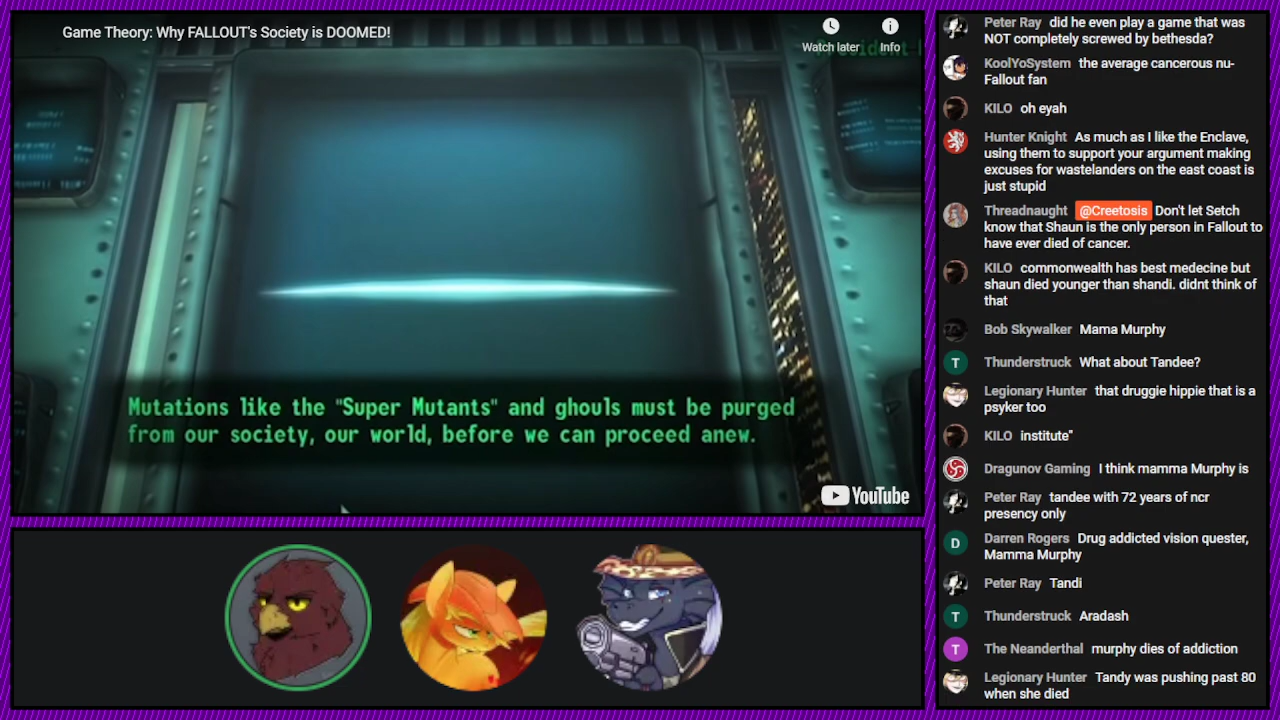 Game Theory: Why FALLOUT's Society is DOOMED!
Watch later
Info
Mutations like the "Super Mutants" and ghouls must be purged
from our society, our world, before we can proceed anew.
YouTube
Peter Ray did he even play a game that was
NOT completely screwed by bethesda?
KoolYoSystem the average cancerous nu-
Fallout fan
KILO oh eyah
Hunter Knight As much as I like the Enclave,
using them to support your argument making
excuses for wastelanders on the east coast is
just stupid
Threadnaught @Creetosis Don't let Setch
know that Shaun is the only person in Fallout to
have ever died of cancer.
KILO commonwealth has best medecine but
shaun died younger than shandi. didnt think of
that
Bob Skywalker Mama Murphy
T Thunderstruck What about Tandee?
Legionary Hunter that druggie hippie that is a
psyker too
KILO institute"
Dragunov Gaming I think mamma Murphy is
Peter Ray tandee with 72 years of ncr
presency only
D Darren Rogers Drug addicted vision quester,
Mamma Murphy
Peter Ray Tandi
T Thunderstruck Aradash
T The Neanderthal murphy dies of addiction
Legionary Hunter Tandy was pushing past 80
when she died